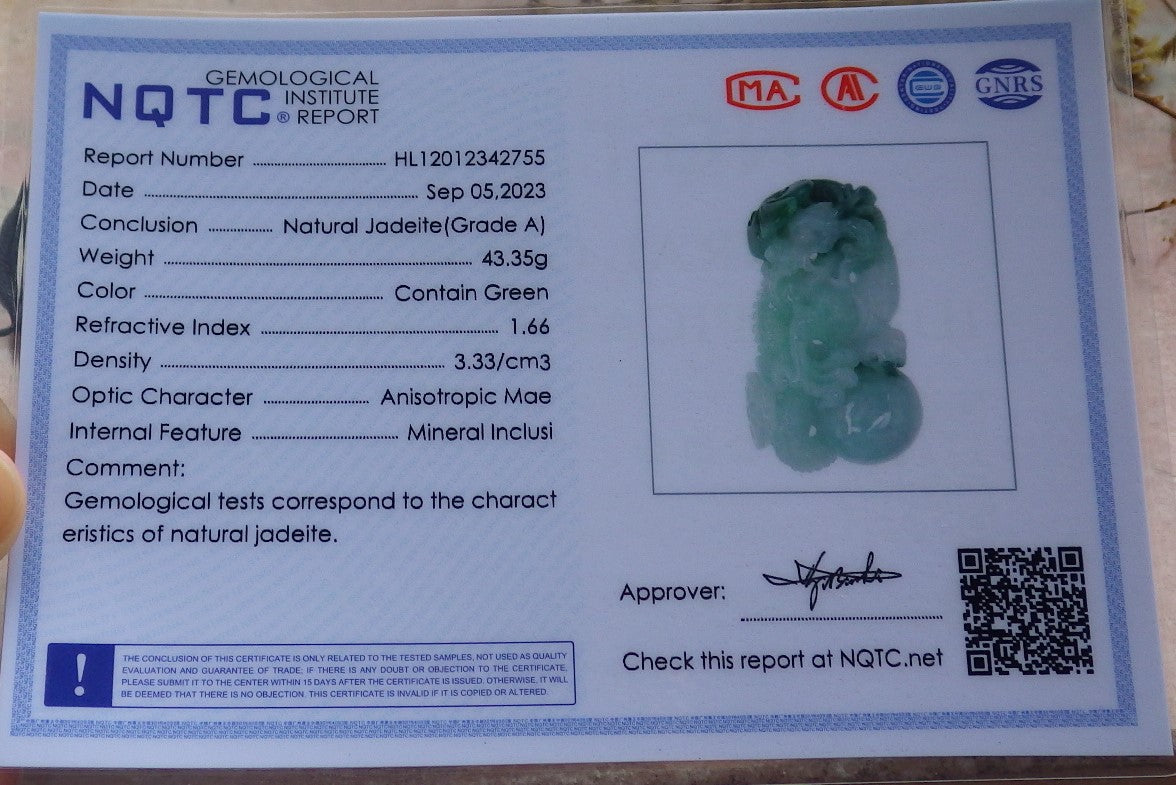 GEMOLOGICAL
NQTC® INSTITUTE
REPORT
MA
AL
GNRS
Report Number ........ HL12012342755
Date ........ Sep 05,2023
Conclusion ........ Natural Jadeite(Grade A)
Weight ........ 43.35g
Color ........ Contain Green
Refractive Index ........ 1.66
Density ........ 3.33/cm3
Optic Character ........ Anisotropic Mae
Internal Feature ........ Mineral Inclusi
Comment:
Gemological tests correspond to the charact
eristics of natural jadeite.
Approver:
Check this report at NQTC.net
!
THE CONCLUSION OF THIS CERTIFICATE IS ONLY RELATED TO THE TESTED SAMPLES, NOT USED AS QUALITY
EVALUATION AND GUARANTEE OF TRADE. IF THERE IS ANY DOUBT OR OBJECTION TO THE CERTIFICATE,
PLEASE SUBMIT IT TO THE CENTER WITHIN 15 DAYS AFTER THE CERTIFICATE IS ISSUED. OTHERWISE, IT WILL
BE DEEMED THAT THERE IS NO OBJECTION. THIS CERTIFICATE IS INVALID IF IT IS COPIED OR ALTERED.